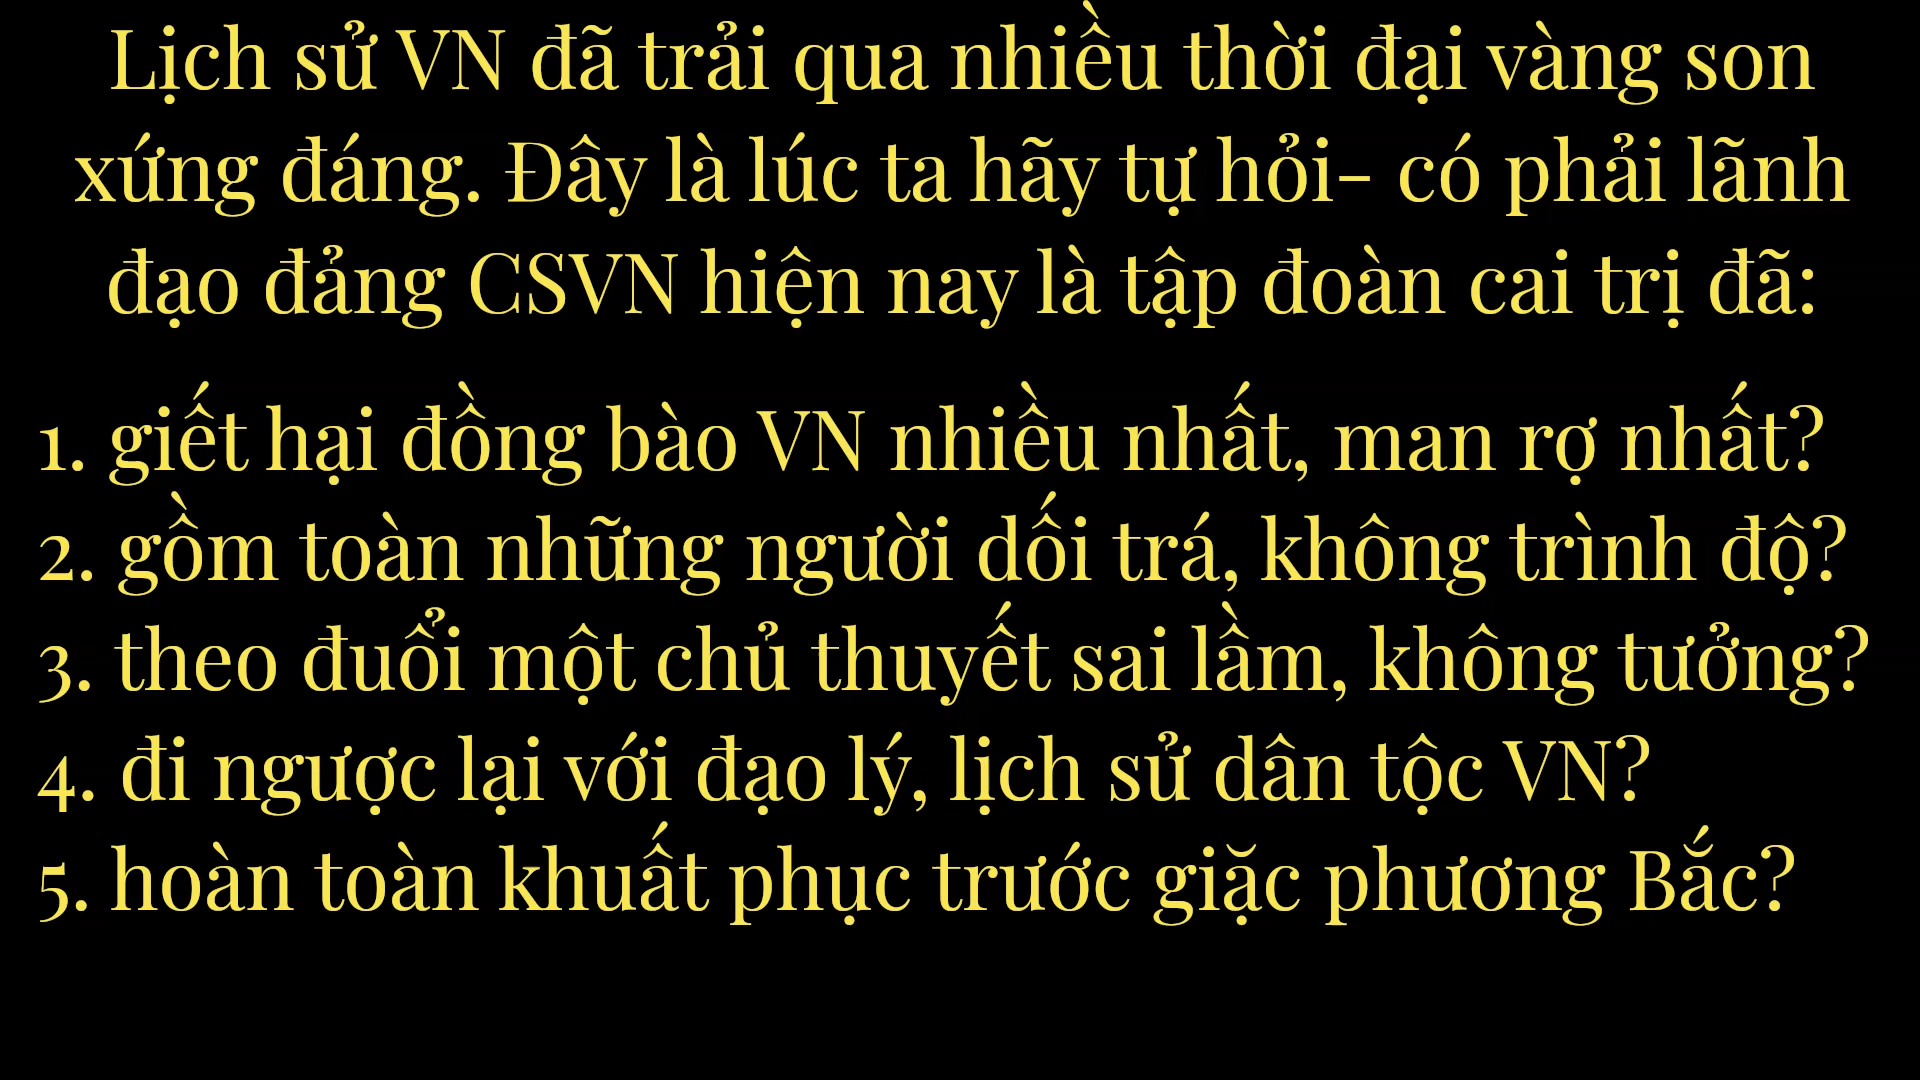 Lịch sử VN đã trải qua nhiều thời đại vàng son
xứng đáng. Đây là lúc ta hãy tự hỏi- có phải lãnh
đạo đảng CSVN hiện nay là tập đoàn cai trị đã:
1. giết hại đồng bào VN nhiều nhất, man rợ nhất?
2. gồm toàn những người dối trá, không trình độ?
3. theo đuổi một chủ thuyết sai lầm, không tưởng?
4. đi ngược lại với đạo lý, lịch sử dân tộc VN?
5. hoàn toàn khuất phục trước giặc phương Bắc?